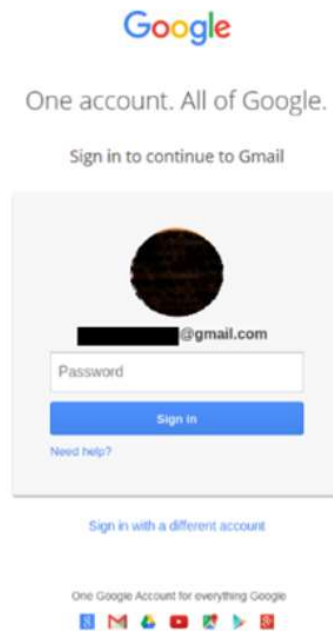 Google
One account. All of Google.
Sign in to continue to Gmail
@gmail.com
Password
Sign in
Need help?
Sign in with a different account
One Google Account for everything Google